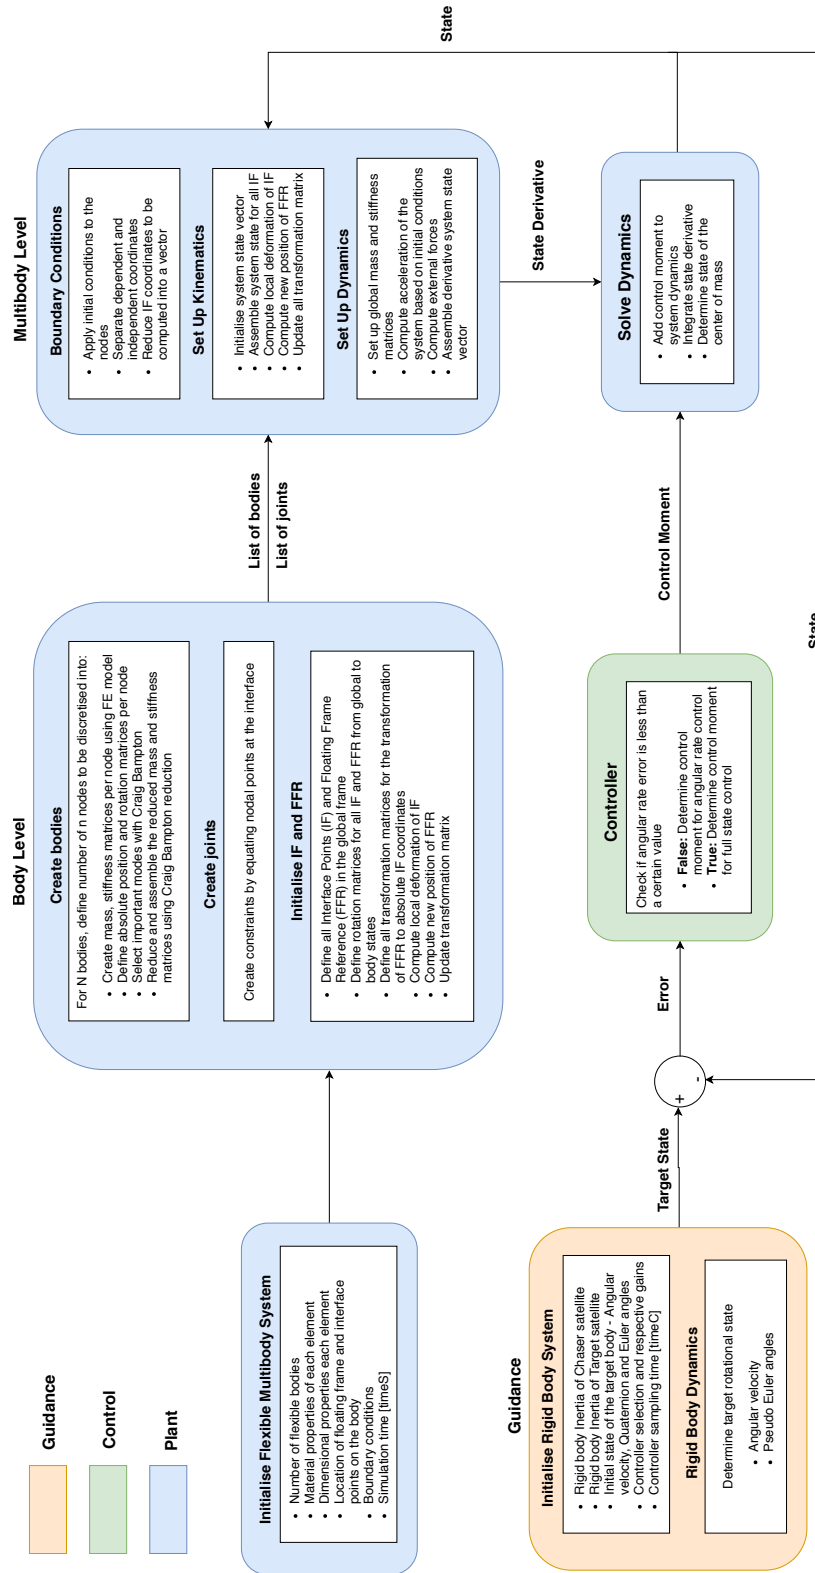 Guidance
Control
Plant
Initialise Flexible Multibody System
• Number of flexible bodies
• Material properties of each element
• Dimensional properties each element
• Location of floating frame and interface
points on the body
• Boundary conditions
• Simulation time [timeS]
Body Level
Create bodies
For N bodies, define number of n nodes to be discretised into:
• Create mass, stiffness matrices per node using FE model
• Define absolute position and rotation matrices per node
• Select important modes with Craig Bampton
• Reduce and assemble the reduced mass and stiffness
matrices using Craig Bampton reduction
Create joints
Create constraints by equating nodal points at the interface
Initialise IF and FFR
• Define all Interface Points (IF) and Floating Frame
Reference (FFR) in the global frame
• Define rotation matrices for all IF and FFR from global to
body states
• Define all transformation matrices for the transformation
of FFR to absolute IF coordinates
• Compute local deformation of IF
• Compute new position of FFR
• Update transformation matrix
List of bodies
List of joints
Multibody Level
Boundary Conditions
• Apply initial conditions to the
nodes
• Separate dependent and
independent coordinates
• Reduce IF coordinates to be
computed into a vector
Set Up Kinematics
• Initialise system state vector
• Assemble system state for all IF
• Compute local deformation of IF
• Compute new position of FFR
• Update all transformation matrix
Set Up Dynamics
• Set up global mass and stiffness
matrices
• Compute acceleration of the
system based on initial conditions
• Compute external forces
• Assemble derivative system state
vector
State
State Derivative
Guidance
Initialise Rigid Body System
• Rigid body Inertia of Chaser satellite
• Rigid body Inertia of Target satellite
• Initial state of the target body - Angular
velocity, Quaternion and Euler angles
• Controller selection and respective gains
• Controller sampling time [timeC]
Rigid Body Dynamics
Determine target rotational state
• Angular velocity
• Pseudo Euler angles
Target State
+
-
Error
Controller
Check if angular rate error is less than
a certain value
• False: Determine control
moment for angular rate control
• True: Determine control moment
for full state control
Control Moment
Solve Dynamics
• Add control moment to
system dynamics
• Integrate state derivative
• Determine state of the
center of mass
State